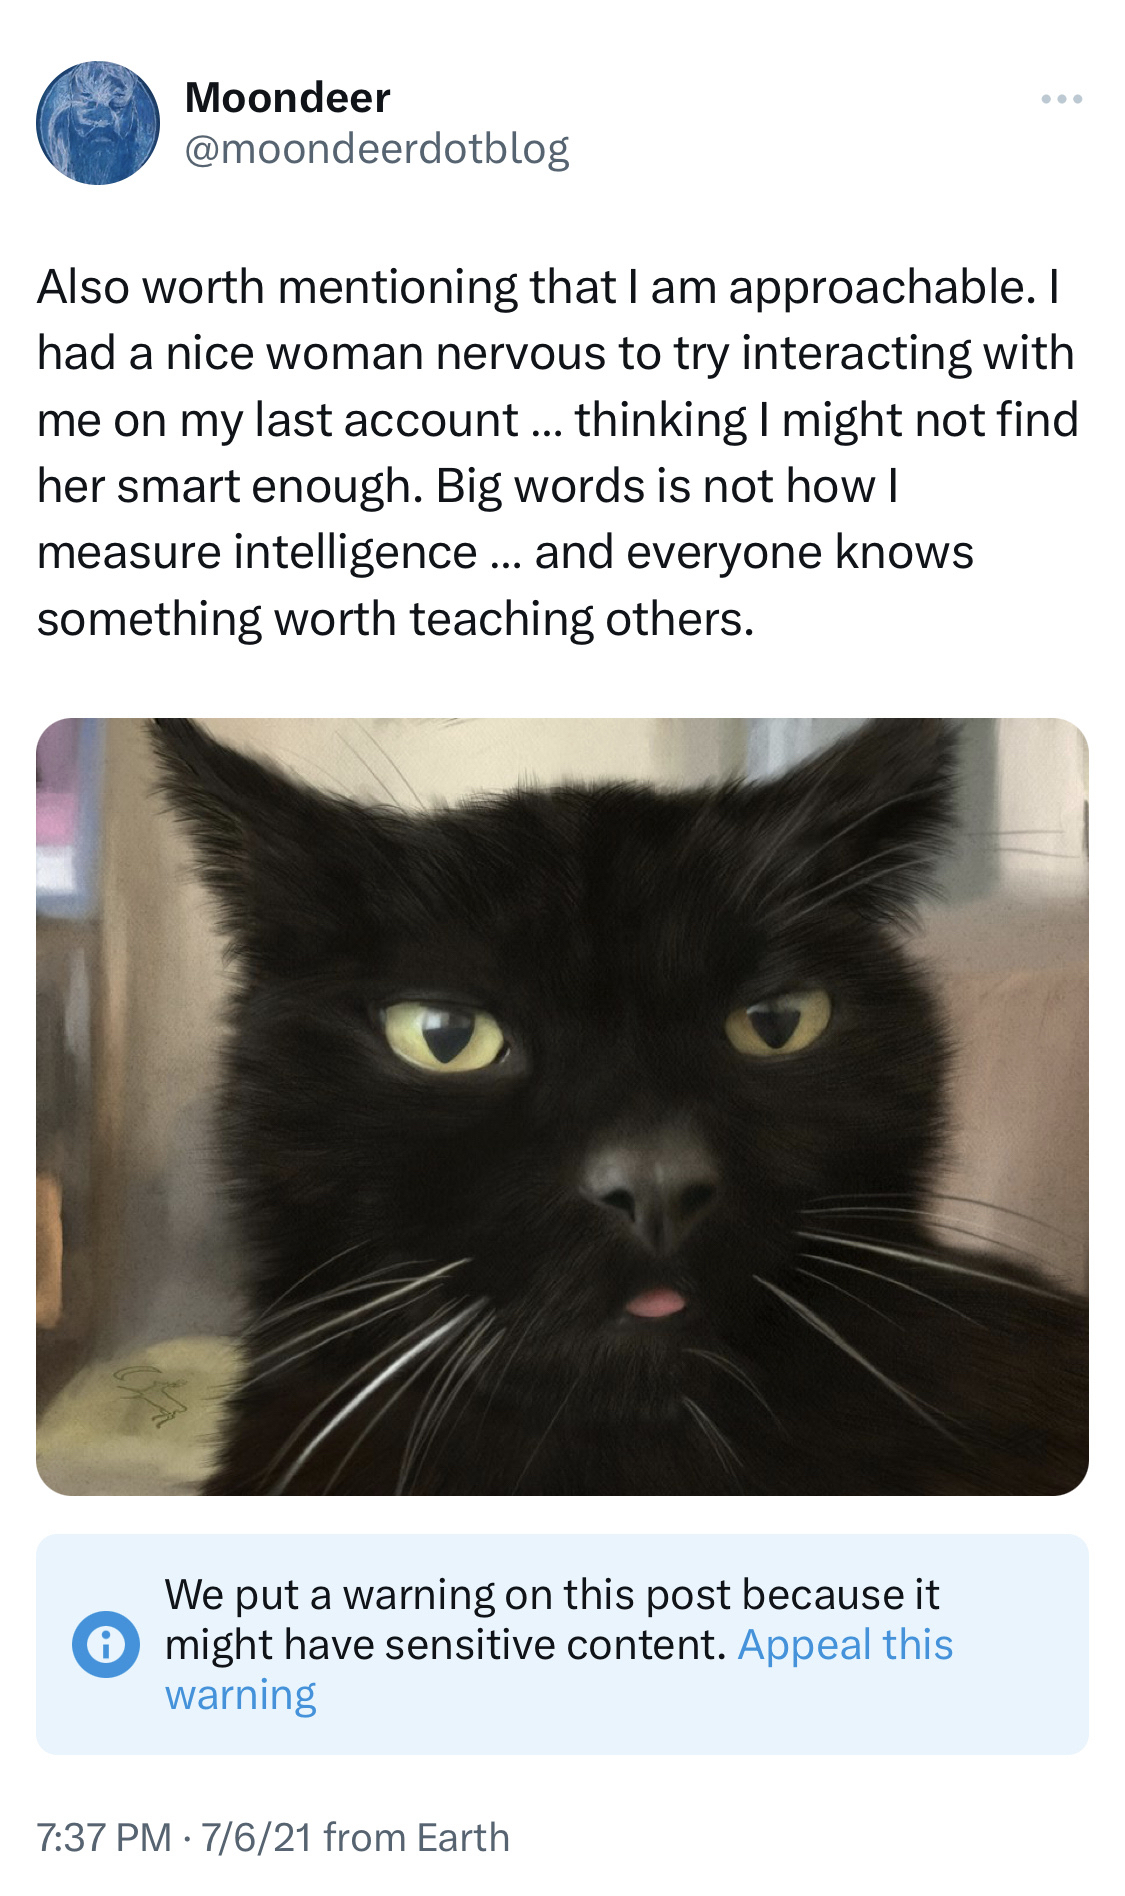 Moondeer
@moondeerdotblog
Also worth mentioning that I am approachable. I
had a nice woman nervous to try interacting with
me on my last account ... thinking I might not find
her smart enough. Big words is not how I
measure intelligence ... and everyone knows
something worth teaching others.
We put a warning on this post because it
might have sensitive content. Appeal this
warning
7:37 PM · 7/6/21 from Earth